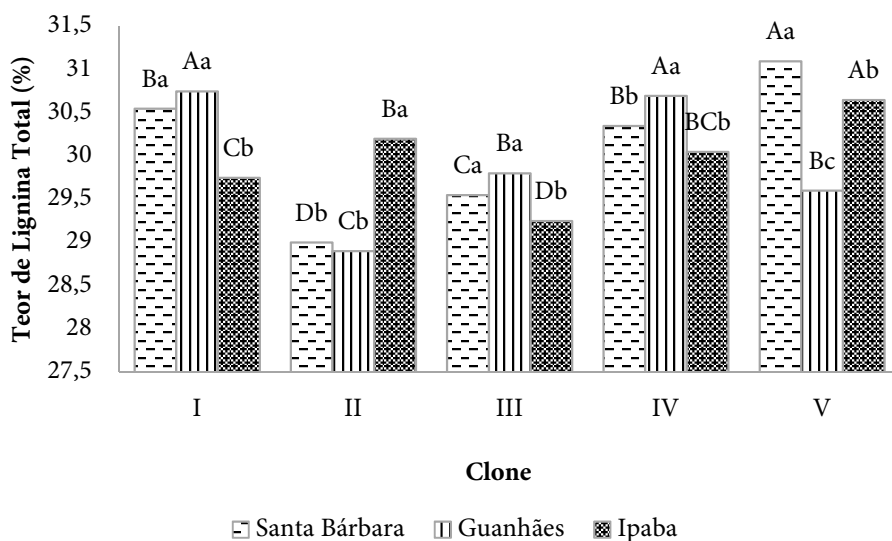 Teor de Lignina Total (%)
31,5
31
30,5
30
29,5
29
28,5
28
27,5
Ba Aa Cb
Db Cb Ba
Ca Ba Db
Bb Aa BCb
Aa Bc Ab
I II III IV V
Clone
Santa Bárbara Guanhães Ipaba